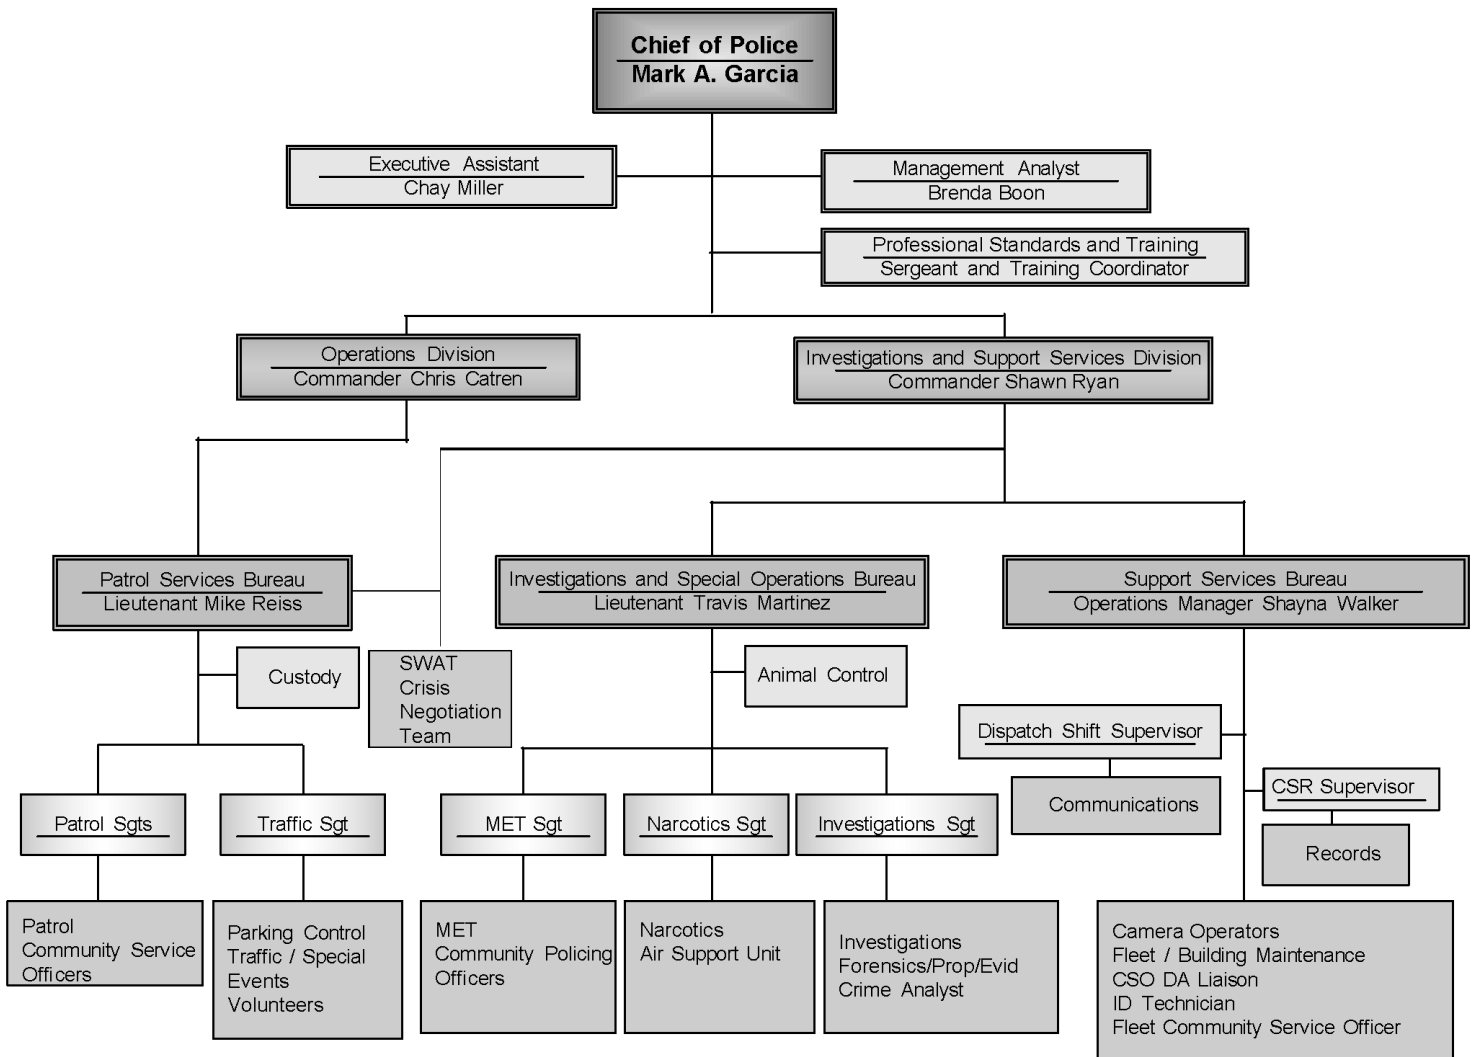 Chief of Police
Mark A. Garcia
Executive Assistant
Chay Miller
Management Analyst
Brenda Boon
Professional Standards and Training
Sergeant and Training Coordinator
Operations Division
Commander Chris Catren
Investigations and Support Services Division
Commander Shawn Ryan
Patrol Services Bureau
Lieutenant Mike Reiss
Investigations and Special Operations Bureau
Lieutenant Travis Martinez
Support Services Bureau
Operations Manager Shayna Walker
Custody
SWAT
Crisis
Negotiation
Team
Animal Control
Dispatch Shift Supervisor
Communications
CSR Supervisor
Records
Patrol Sgts
Traffic Sgt
MET Sgt
Narcotics Sgt
Investigations Sgt
Patrol
Community Service
Officers
Parking Control
Traffic / Special
Events
Volunteers
MET
Community Policing
Officers
Narcotics
Air Support Unit
Investigations
Forensics/Prop/Evid
Crime Analyst
Camera Operators
Fleet / Building Maintenance
CSO DA Liaison
ID Technician
Fleet Community Service Officer